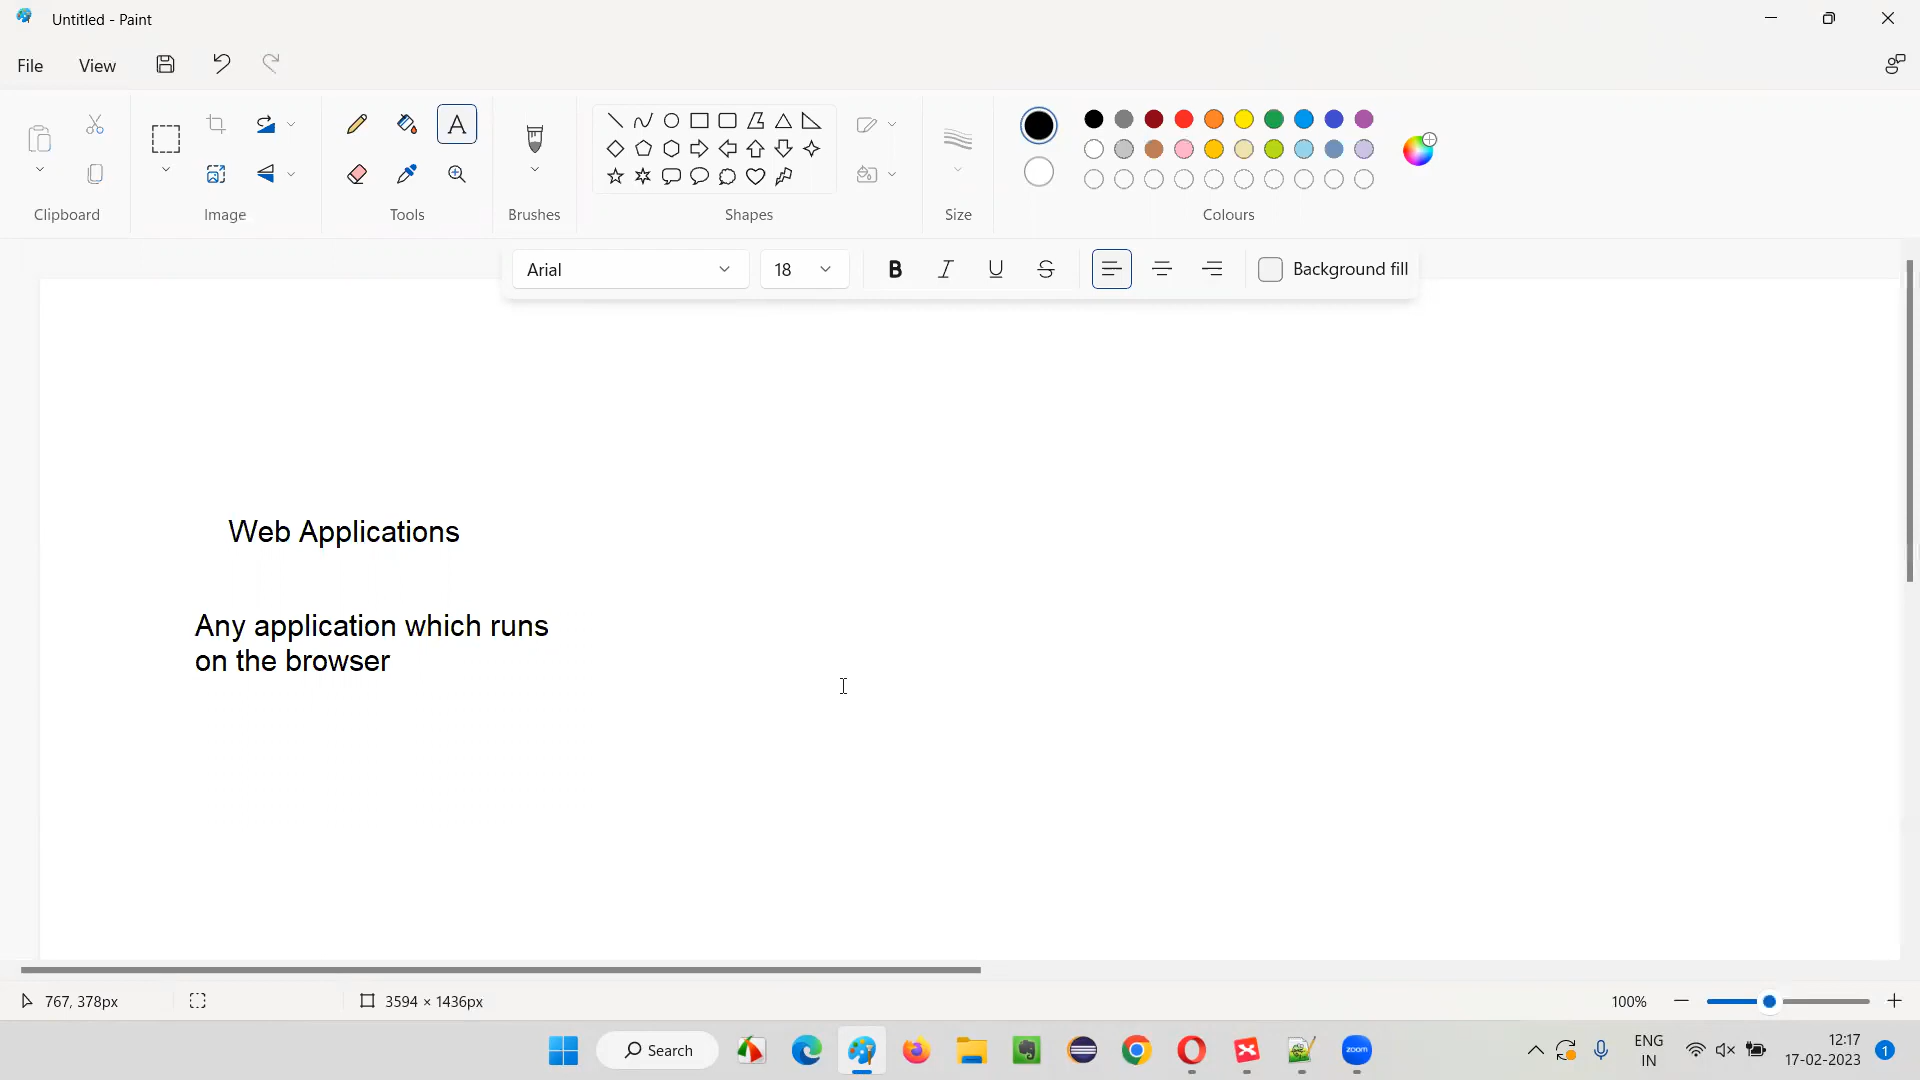 Untitled - Paint
File View
Clipboard
Image
Tools
Brushes
Shapes
Size
Colours
Arial
18
B I U S
Background fill
Web Applications
Any application which runs
on the browser
767, 378px
3594 × 1436px
100%
Search
zoom
ENG
IN
12:17
17-02-2023
1